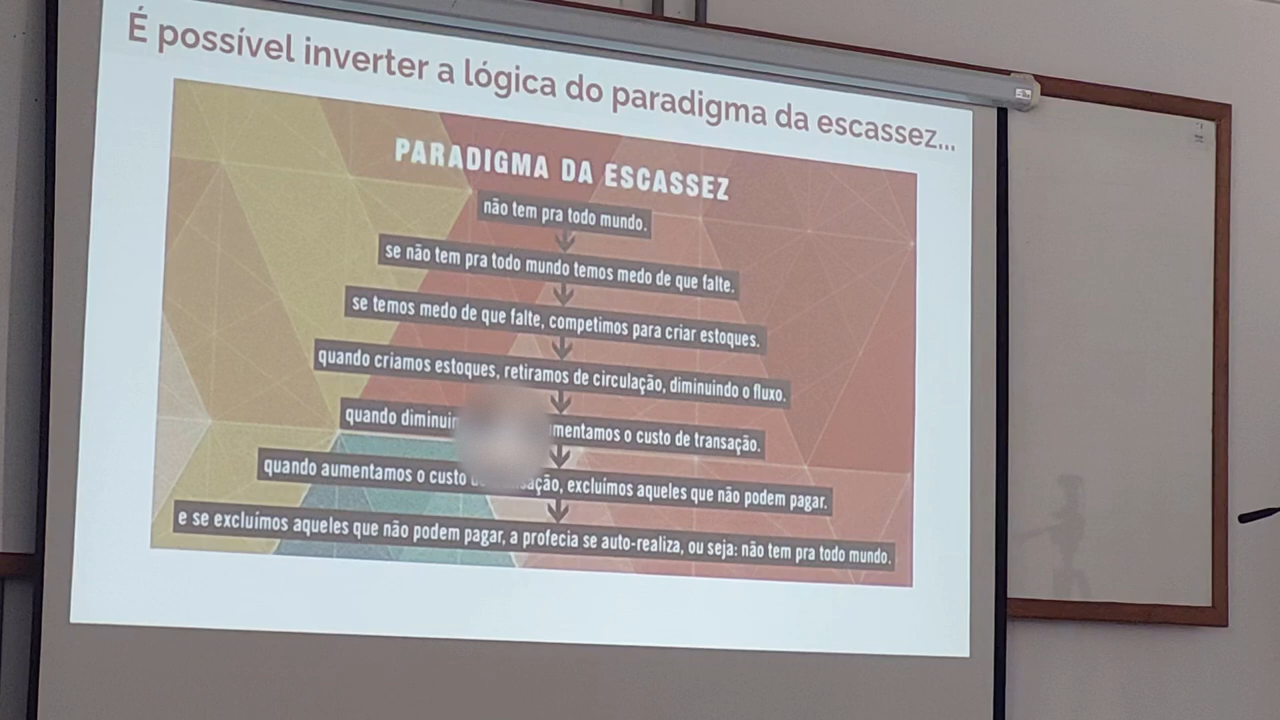 É possível inverter a lógica do paradigma da escassez...
PARADIGMA DA ESCASSEZ
não tem pra todo mundo.
se não tem pra todo mundo temos medo de que falte.
se temos medo de que falte, competimos para criar estoques.
quando criamos estoques, retiramos de circulação, diminuindo o fluxo.
quando mentamos o custo de transação.
quando aumentamos o custo ação, excluímos aqueles que não podem pagar.
e se excluímos aqueles que não podem pagar, a profecia se auto-realiza, ou seja: não tem pra todo mundo.